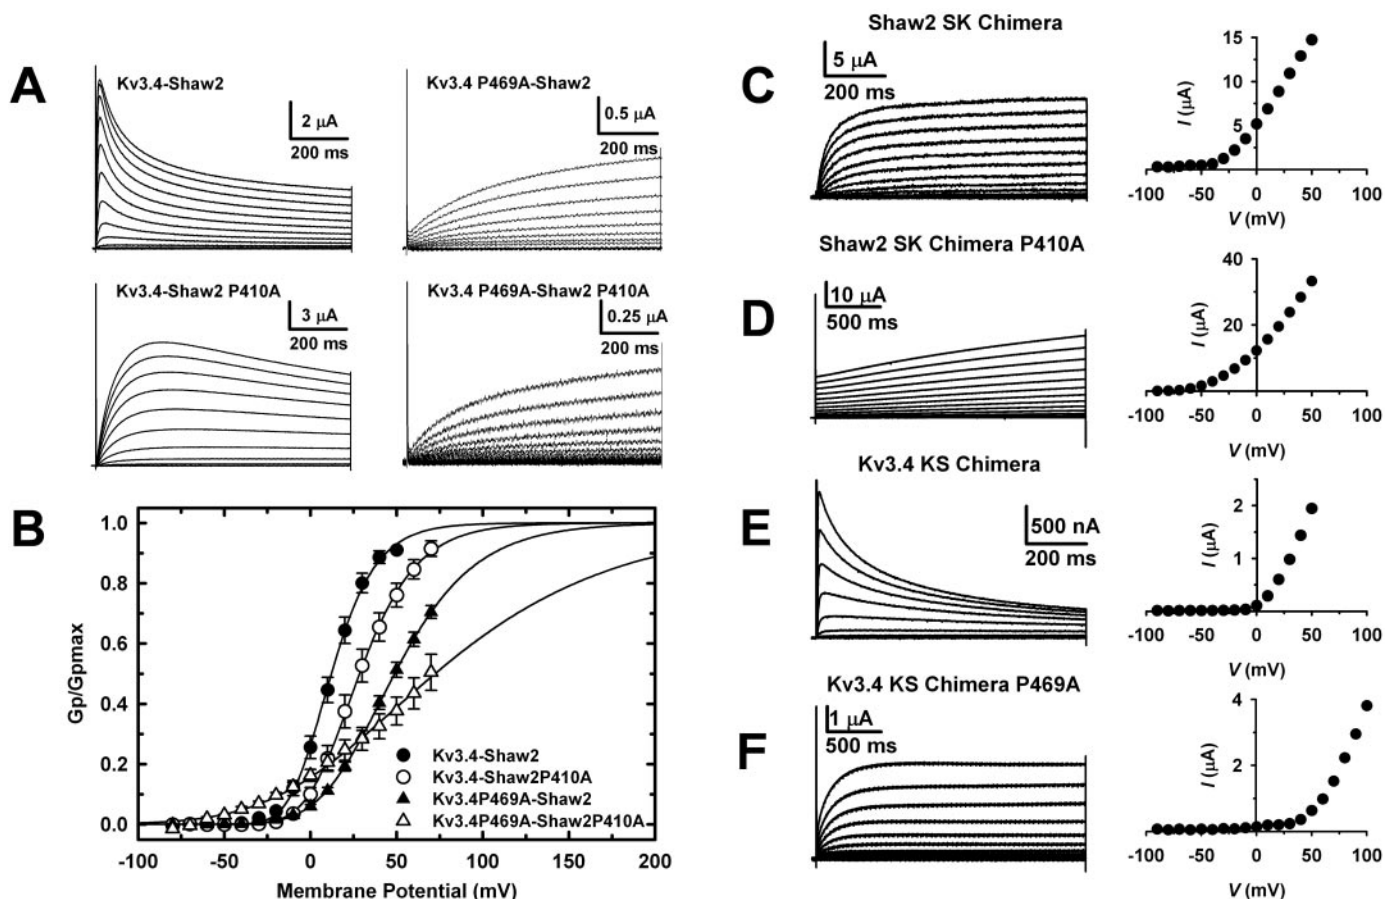 A
Kv3.4-Shaw2
2 μA
200 ms
Kv3.4 P469A-Shaw2
0.5 μA
200 ms
Kv3.4-Shaw2 P410A
3 μA
200 ms
Kv3.4 P469A-Shaw2 P410A
0.25 μA
200 ms
B
Gp/Gpmax
1.0
0.8
0.6
0.4
0.2
0.0
-100 -50 0 50 100 150 200
Membrane Potential (mV)
Kv3.4-Shaw2
Kv3.4-Shaw2P410A
Kv3.4P469A-Shaw2
Kv3.4P469A-Shaw2P410A
C
Shaw2 SK Chimera
5 μA
200 ms
I (μA)
15
10
5
-100 -50 0 50 100
V (mV)
D
Shaw2 SK Chimera P410A
10 μA
500 ms
I (μA)
40
20
-100 -50 0 50 100
V (mV)
E
Kv3.4 KS Chimera
500 nA
200 ms
I (μA)
2
1
-100 -50 0 50 100
V (mV)
F
Kv3.4 KS Chimera P469A
1 μA
500 ms
I (μA)
4
2
-100 -50 0 50 100
V (mV)